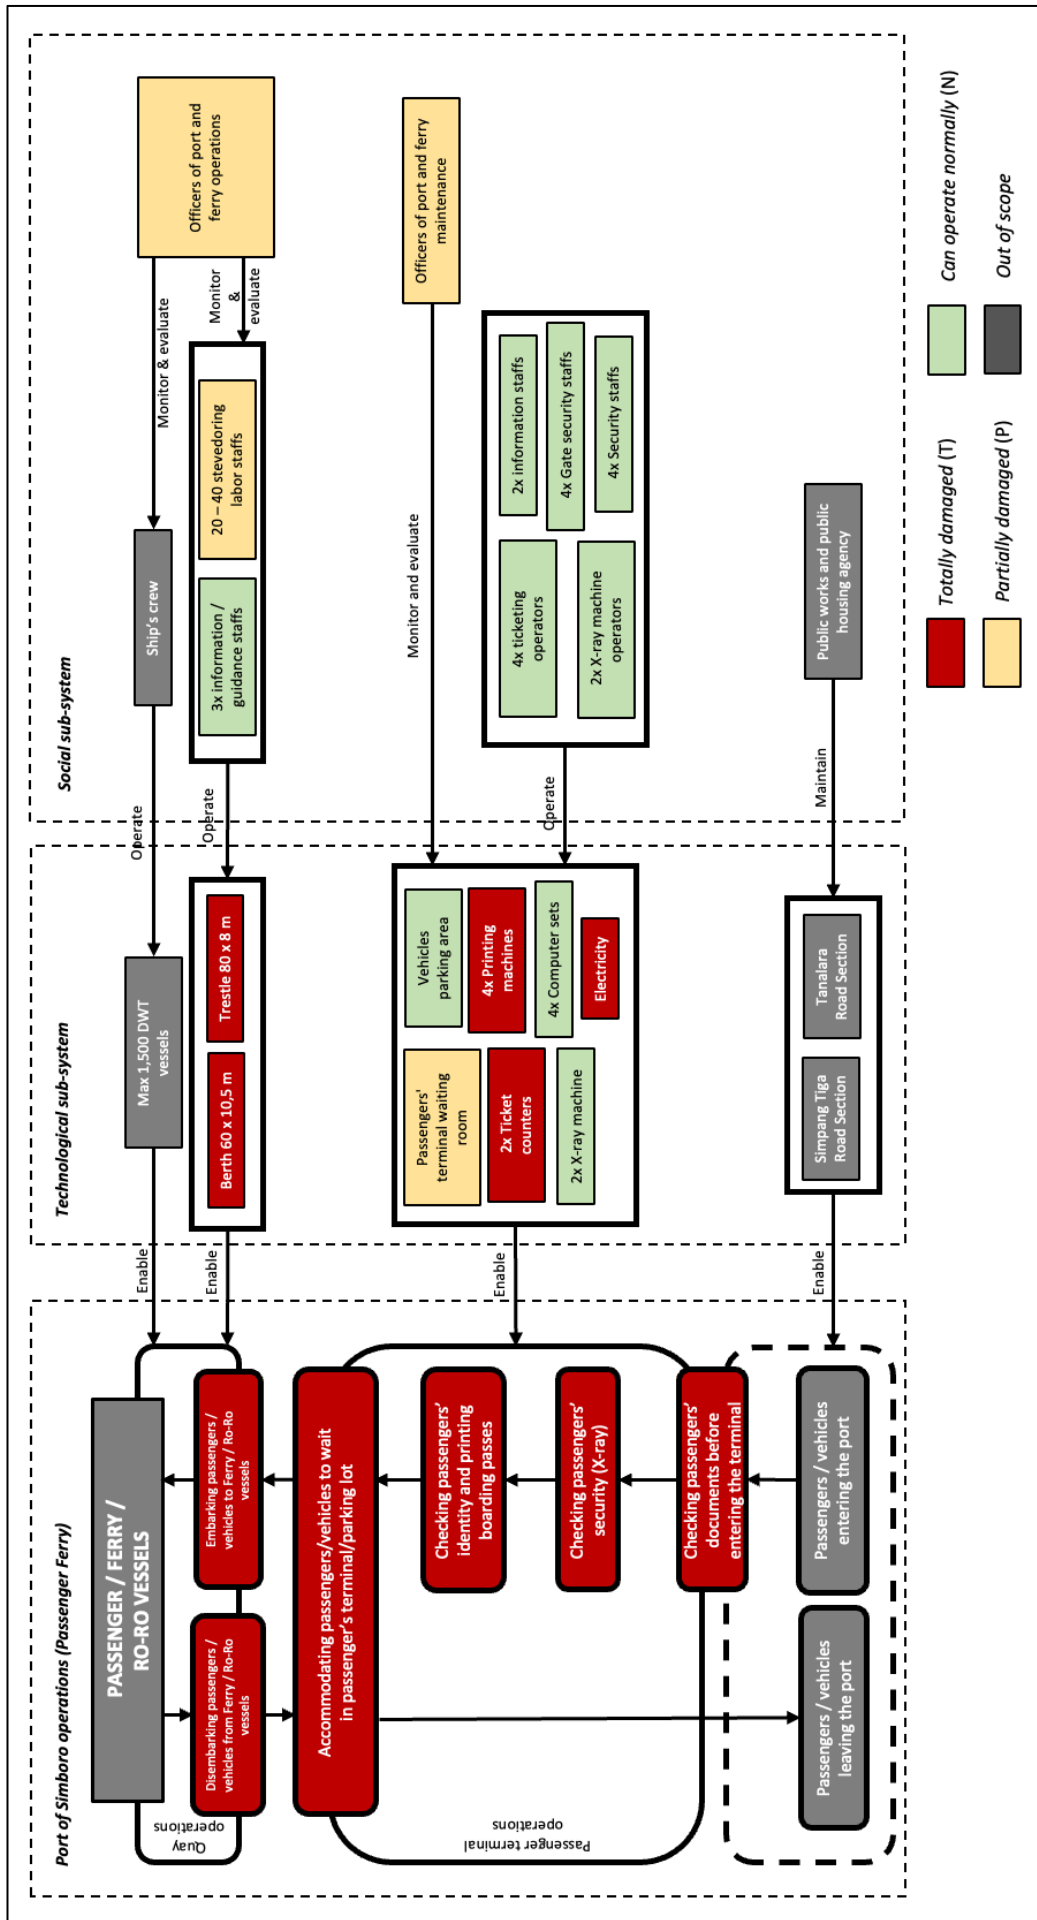 Port of Simboro operations (Passenger Ferry)
Quay
operations
PASSENGER / FERRY /
RO-RO VESSELS
Disembarking passengers /
vehicles from Ferry / Ro-Ro
vessels
Embarking passengers /
vehicles to Ferry / Ro-Ro
vessels
Accommodating passengers/vehicles to wait
in passenger's terminal/parking lot
Checking passengers'
identity and printing
boarding passes
Checking passengers'
security (X-ray)
Checking passengers'
documents before
entering the terminal
Passenger terminal
operations
Passengers / vehicles
leaving the port
Passengers / vehicles
entering the port
Enable
Enable
Enable
Enable
Technological sub-system
Max 1,500 DWT
vessels
Berth 60 x 10,5 m
Trestle 80 x 8 m
Passengers'
terminal waiting
room
Vehicles
parking area
2x Ticket
counters
4x Printing
machines
2x X-ray machine
4x Computer sets
Electricity
Simpang Tiga
Road Section
Tanalara
Road Section
Operate
Operate
Monitor and evaluate
Operate
Maintain
Social sub-system
Ship's crew
Monitor & evaluate
3x information /
guidance staffs
20 – 40 stevedoring
labor staffs
Monitor
&
evaluate
Officers of port and
ferry operations
Officers of port and ferry
maintenance
4x ticketing
operators
2x information staffs
4x Gate security staffs
2x X-ray machine
operators
4x Security staffs
Public works and public
housing agency
Totally damaged (T)
Can operate normally (N)
Partially damaged (P)
Out of scope